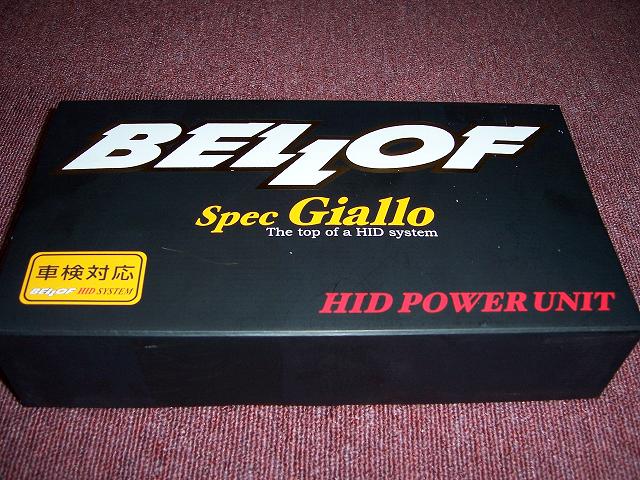 BELLOF
Spec Giallo
The top of a HID system
車検対応
BELLOF HID SYSTEM
HID POWER UNIT